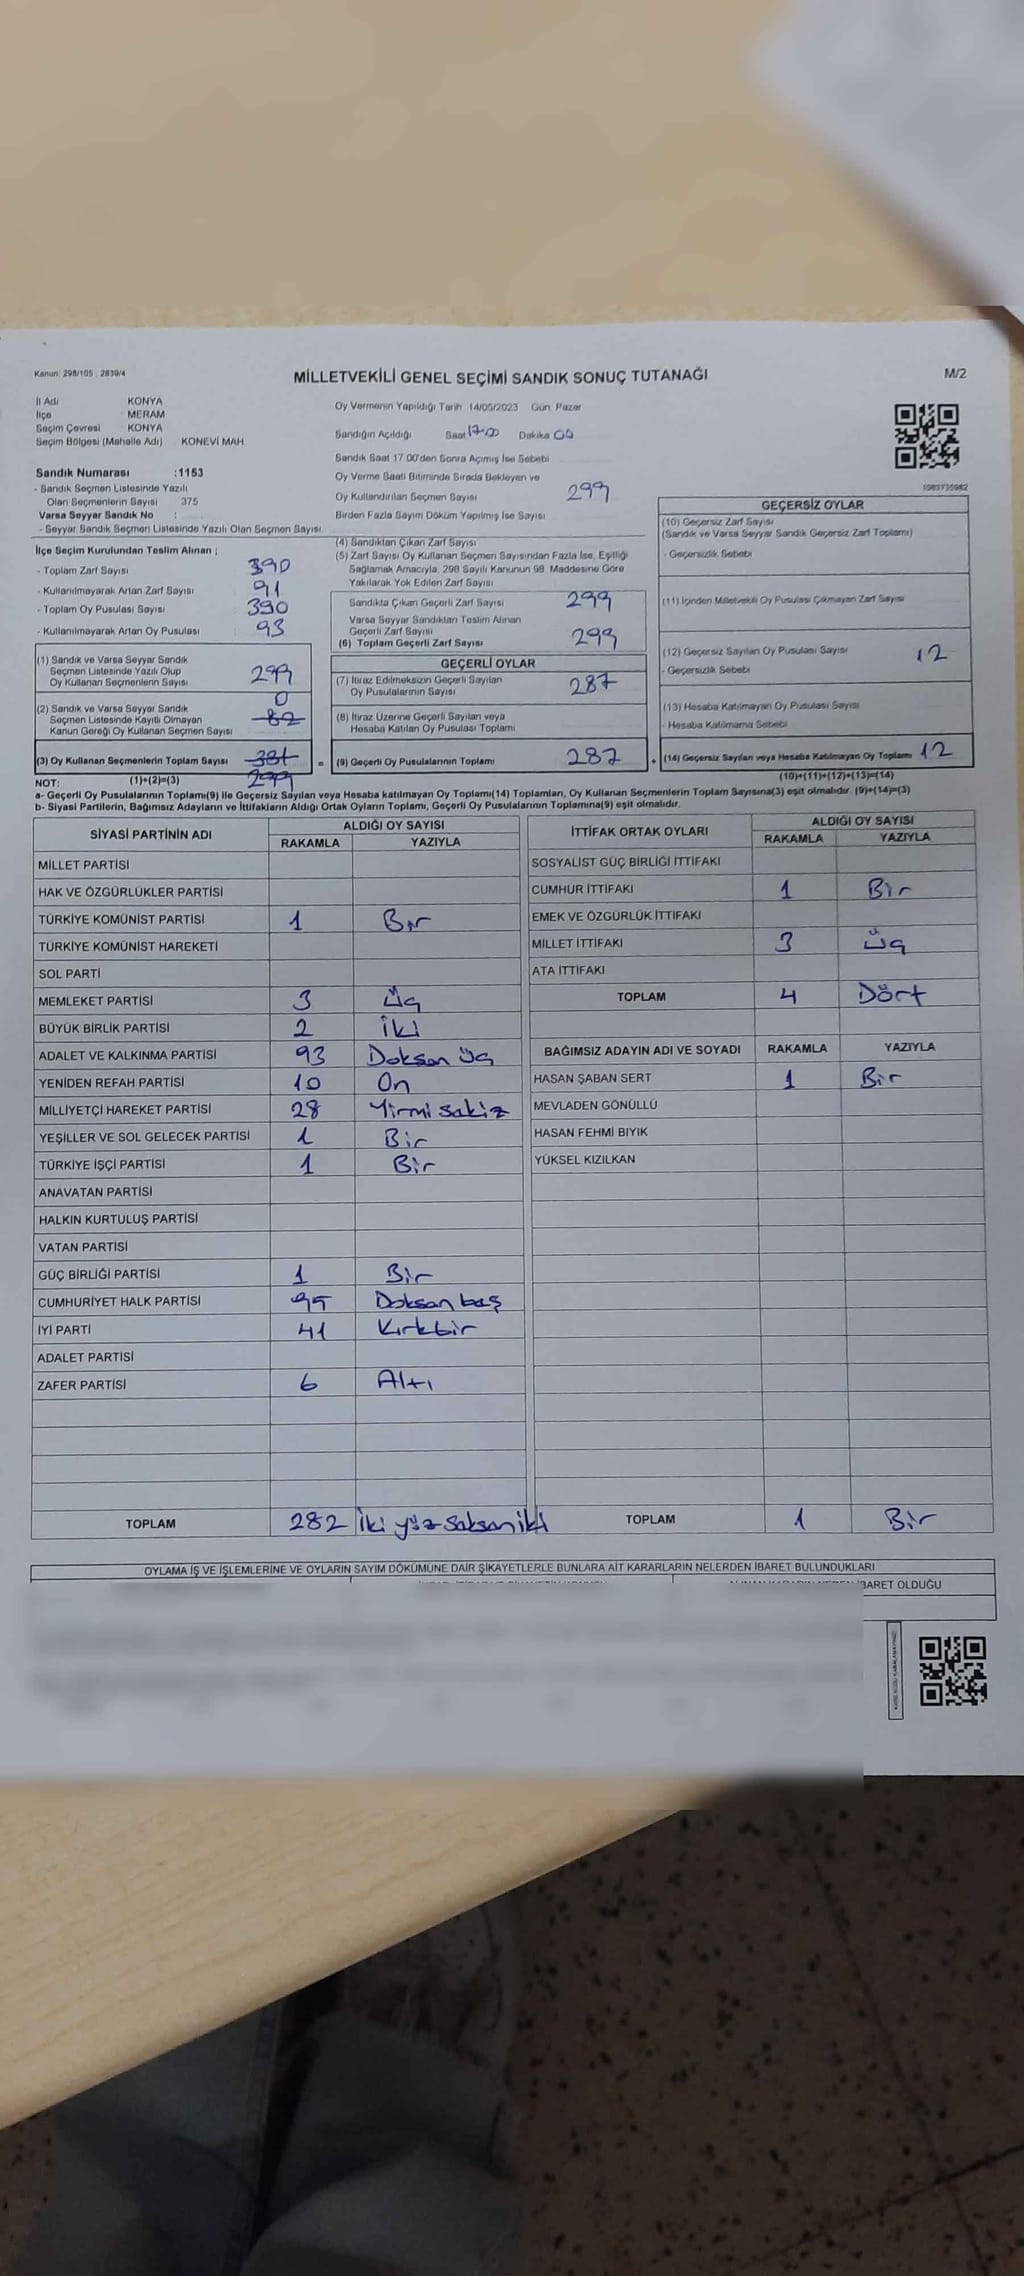 Kanun: 298/105 , 2839/4
MİLLETVEKİLİ GENEL SEÇİMİ SANDIK SONUÇ TUTANAĞI
M/2
İl Adı KONYA
İlçe MERAM
Seçim Çevresi KONYA
Seçim Bölgesi (Mahalle Adı) KONEVİ MAH
Sandık Numarası :1153
- Sandık Seçmen Listesinde Yazılı
Olan Seçmenlerin Sayısı 375
Varsa Seyyar Sandık No :
- Seyyar Sandık Seçmen Listesinde Yazılı Olan Seçmen Sayısı:
Oy Vermenin Yapıldığı Tarih: 14/05/2023 Gün: Pazar
Sandığın Açıldığı Saat 17:00 Dakika 00
Sandık Saat 17.00'den Sonra Açımış İse Sebebi
Oy Verme Saati Bitiminde Sırada Bekleyen ve
Oy Kullandırılan Seçmen Sayısı 299
Birden Fazla Sayım Döküm Yapılmış İse Sayısı
1983735982
İlçe Seçim Kurulundan Teslim Alınan ;
- Toplam Zarf Sayısı 390
- Kullanılmayarak Artan Zarf Sayısı 91
- Toplam Oy Pusulası Sayısı 390
- Kullanılmayarak Artan Oy Pusulası 93
(1) Sandık ve Varsa Seyyar Sandık
Seçmen Listesinde Yazılı Olup
Oy Kullanan Seçmenlerin Sayısı 299
(2) Sandık ve Varsa Seyyar Sandık
Seçmen Listesinde Kayıtlı Olmayan
Kanun Gereği Oy Kullanan Seçmen Sayısı 0 82
(3) Oy Kullanan Seçmenlerin Toplam Sayısı 381 =
299
(4) Sandıktan Çıkan Zarf Sayısı
(5) Zarf Sayısı Oy Kullanan Seçmen Sayısından Fazla İse, Eşitliği
Sağlamak Amacıyla, 298 Sayılı Kanunun 98. Maddesine Göre
Yakılarak Yok Edilen Zarf Sayısı
Sandıkta Çıkan Geçerli Zarf Sayısı 299
Varsa Seyyar Sandıktan Teslim Alınan
Geçerli Zarf Sayısı
(6) Toplam Geçerli Zarf Sayısı 299
GEÇERLİ OYLAR
(7) İtiraz Edilmeksizin Geçerli Sayılan
Oy Pusulalarının Sayısı 287
(8) İtiraz Üzerine Geçerli Sayılan veya
Hesaba Katılan Oy Pusulası Toplamı
(9) Geçerli Oy Pusulalarının Toplamı 287 +
GEÇERSİZ OYLAR
(10) Geçersiz Zarf Sayısı
(Sandık ve Varsa Seyyar Sandık Geçersiz Zarf Toplamı)
- Geçersizlik Sebebi
(11) İçinden Milletvekili Oy Pusulası Çıkmayan Zarf Sayısı
(12) Geçersiz Sayılan Oy Pusulası Sayısı 12
- Geçersizlik Sebebi
(13) Hesaba Katılmayan Oy Pusulası Sayısı
- Hesaba Katılmama Sebebi
(14) Geçersiz Sayılan veya Hesaba Katılmayan Oy Toplamı 12
NOT: (1)+(2)=(3)
(10)+(11)+(12)+(13)=(14)
a- Geçerli Oy Pusulalarının Toplamı(9) ile Geçersiz Sayılan veya Hesaba katılmayan Oy Toplamı(14) Toplamları, Oy Kullanan Seçmenlerin Toplam Sayısına(3) eşit olmalıdır. (9)+(14)=(3)
b- Siyasi Partilerin, Bağımsız Adayların ve İttifakların Aldığı Ortak Oyların Toplamı, Geçerli Oy Pusulalarının Toplamına(9) eşit olmalıdır.
SİYASİ PARTİNİN ADI ALDIĞI OY SAYISI
RAKAMLA YAZIYLA
MİLLET PARTİSİ
HAK VE ÖZGÜRLÜKLER PARTİSİ
TÜRKİYE KOMÜNİST PARTİSİ 1 Bir
TÜRKİYE KOMÜNİST HAREKETİ
SOL PARTİ
MEMLEKET PARTİSİ 3 Üç
BÜYÜK BİRLİK PARTİSİ 2 İki
ADALET VE KALKINMA PARTİSİ 93 Doksan Üç
YENİDEN REFAH PARTİSİ 10 On
MİLLİYETÇİ HAREKET PARTİSİ 28 Yirmi sekiz
YEŞİLLER VE SOL GELECEK PARTİSİ 1 Bir
TÜRKİYE İŞÇİ PARTİSİ 1 Bir
ANAVATAN PARTİSİ
HALKIN KURTULUŞ PARTİSİ
VATAN PARTİSİ
GÜÇ BİRLİĞİ PARTİSİ 1 Bir
CUMHURİYET HALK PARTİSİ 95 Doksan beş
İYİ PARTİ 41 Kırkbir
ADALET PARTİSİ
ZAFER PARTİSİ 6 Altı
TOPLAM 282 İki yüz seksen iki
İTTİFAK ORTAK OYLARI ALDIĞI OY SAYISI
RAKAMLA YAZIYLA
SOSYALİST GÜÇ BİRLİĞİ İTTİFAKI
CUMHUR İTTİFAKI 1 Bir
EMEK VE ÖZGÜRLÜK İTTİFAKI
MİLLET İTTİFAKI 3 Üç
ATA İTTİFAKI
TOPLAM 4 Dört
BAĞIMSIZ ADAYIN ADI VE SOYADI RAKAMLA YAZIYLA
HASAN ŞABAN SERT 1 Bir
MEVLADEN GÖNÜLLÜ
HASAN FEHMİ BIYIK
YÜKSEL KIZILKAN
TOPLAM 1 Bir
OYLAMA İŞ VE İŞLEMLERİNE VE OYLARIN SAYIM DÖKÜMÜNE DAİR ŞİKAYETLERLE BUNLARA AİT KARARLARIN NELERDEN İBARET BULUNDUKLARI
İBARET OLDUĞU